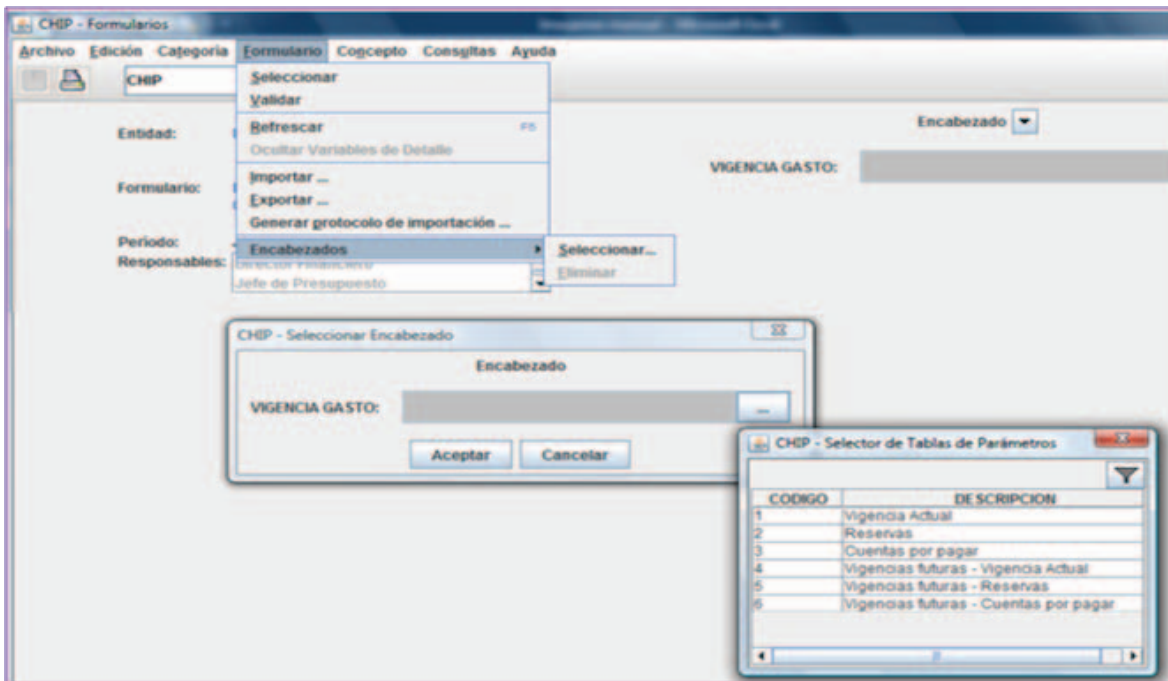 CHIP - Formularios
Archivo Edición Categoria Formulario Concepto Consultas Ayuda
CHIP
Seleccionar
Validar
Refrescar F5
Ocultar Variables de Detalle
Importar ...
Exportar ...
Generar protocolo de importación ...
Encabezados
Seleccionar...
Eliminar
Entidad:
Formulario:
Periodo:
Responsables:
Director Financiero
Jefe de Presupuesto
Encabezado
VIGENCIA GASTO:
CHIP - Seleccionar Encabezado
Encabezado
VIGENCIA GASTO:
...
Aceptar Cancelar
CHIP - Selector de Tablas de Parámetros
CODIGO DESCRIPCION
1 Vigencia Actual
2 Reservas
3 Cuentas por pagar
4 Vigencias futuras - Vigencia Actual
5 Vigencias futuras - Reservas
6 Vigencias futuras - Cuentas por pagar